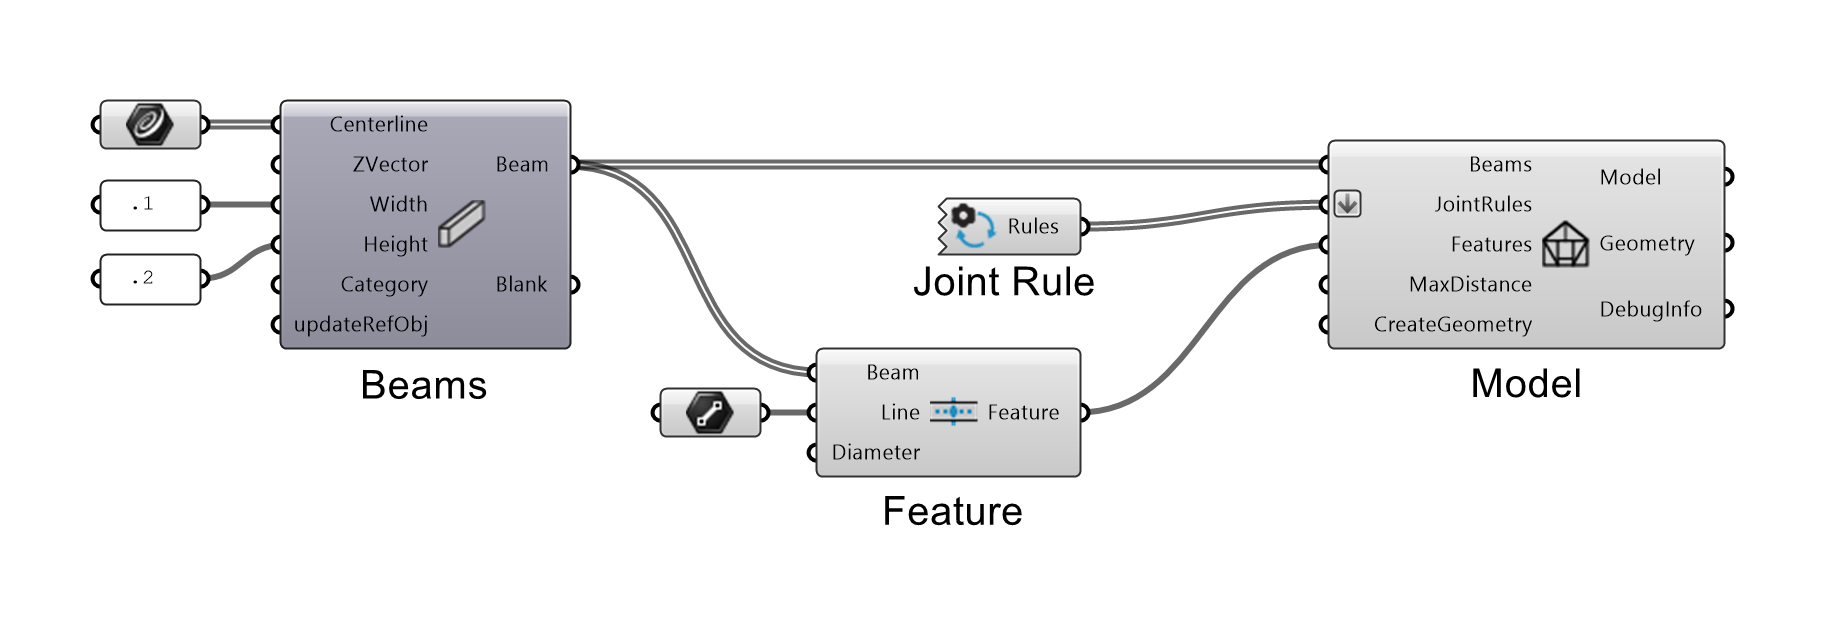 .1
.2
Centerline
ZVector
Width
Height
Category
updateRefObj
Beam
Blank
Beams
Rules
Joint Rule
Beam
Line
Diameter
Feature
Feature
Beams
JointRules
Features
MaxDistance
CreateGeometry
Model
Geometry
DebugInfo
Model